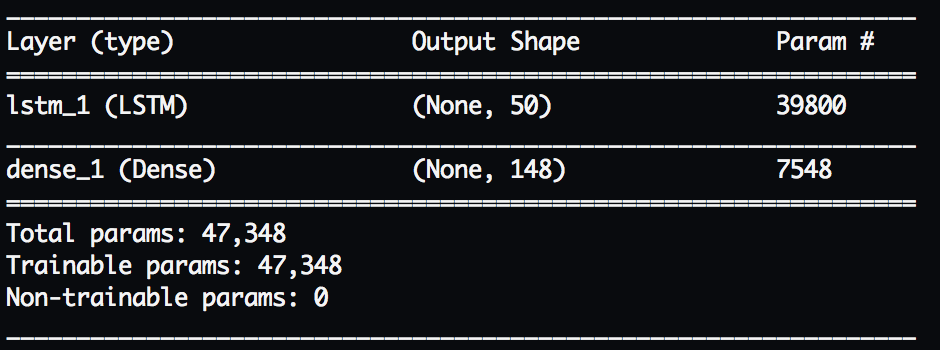 Layer (type) Output Shape Param #
lstm_1 (LSTM) (None, 50) 39800
dense_1 (Dense) (None, 148) 7548
Total params: 47,348
Trainable params: 47,348
Non-trainable params: 0